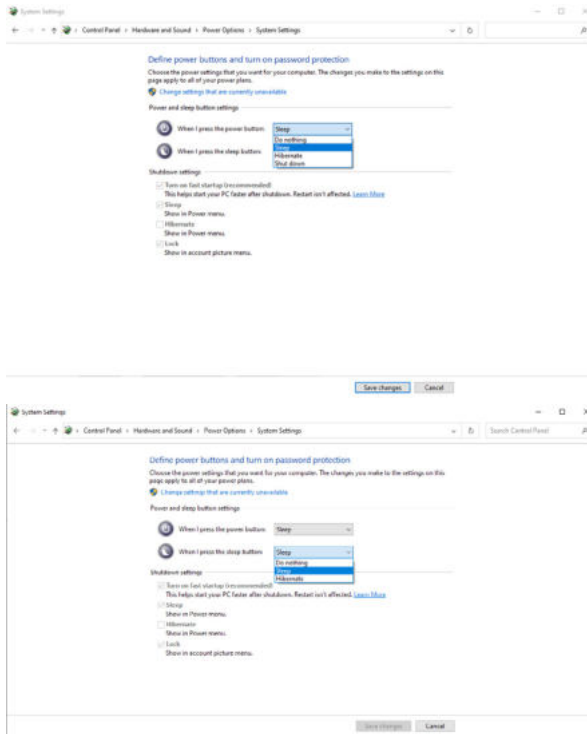 System Settings
Control Panel > Hardware and Sound > Power Options > System Settings
Define power buttons and turn on password protection
Choose the power settings that you want for your computer. The changes you make to the settings on this
page apply to all of your power plans.
Change settings that are currently unavailable
Power and sleep button settings
When I press the power button: Sleep
Do nothing
Sleep
Hibernate
Shut down
When I press the sleep button:
Shutdown settings
Turn on fast startup (recommended)
This helps start your PC faster after shutdown. Restart isn't affected. Learn More
Sleep
Show in Power menu.
Hibernate
Show in Power menu.
Lock
Show in account picture menu.
Save changes Cancel
System Settings
Control Panel > Hardware and Sound > Power Options > System Settings
Search Control Panel
Define power buttons and turn on password protection
Choose the power settings that you want for your computer. The changes you make to the settings on this
page apply to all of your power plans.
Change settings that are currently unavailable
Power and sleep button settings
When I press the power button: Sleep
When I press the sleep button: Sleep
Do nothing
Sleep
Hibernate
Shutdown settings
Turn on fast startup (recommended)
This helps start your PC faster after shutdown. Restart isn't affected. Learn More
Sleep
Show in Power menu.
Hibernate
Show in Power menu.
Lock
Show in account picture menu.
Save changes Cancel